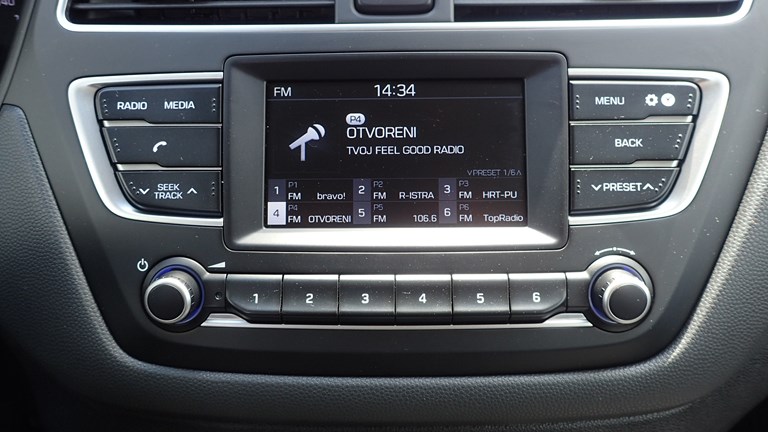 40
FM 14:34
P4
OTVORENI
TVOJ FEEL GOOD RADIO
PRESET 1/6
1 P1 FM bravo! 2 P2 FM R-ISTRA 3 P3 FM HRT-PU
4 P4 FM OTVORENI 5 P5 FM 106.6 6 P6 FM TopRadio
RADIO MEDIA
SEEK
TRACK
MENU
BACK
PRESET
1 2 3 4 5 6